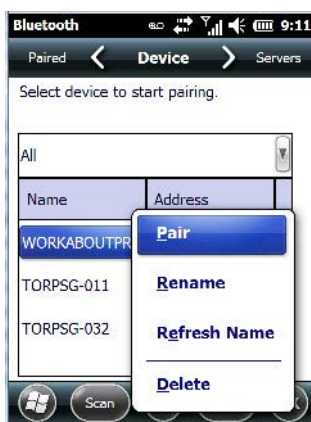 Bluetooth 9:11
Paired Device Servers
Select device to start pairing.
All
Name Address
WORKABOUTPR
Pair
TORPSG-011
Rename
TORPSG-032
Refresh Name
Delete
Scan